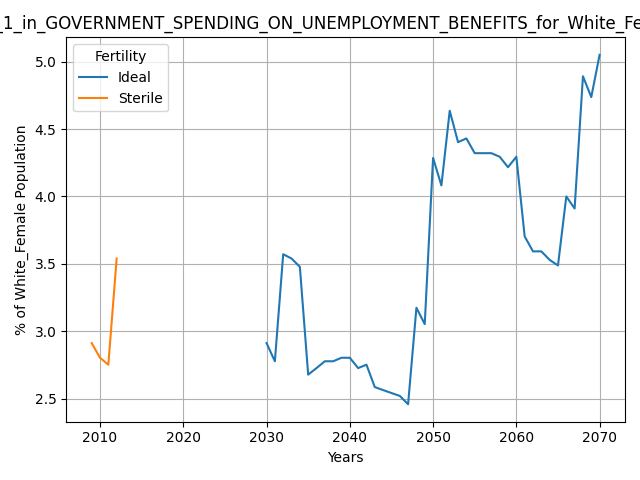 _1_in_GOVERNMENT_SPENDING_ON_UNEMPLOYMENT_BENEFITS_for_White_Fe
Fertility
Ideal
Sterile
% of White_Female Population
5.0
4.5
4.0
3.5
3.0
2.5
2010 2020 2030 2040 2050 2060 2070
Years